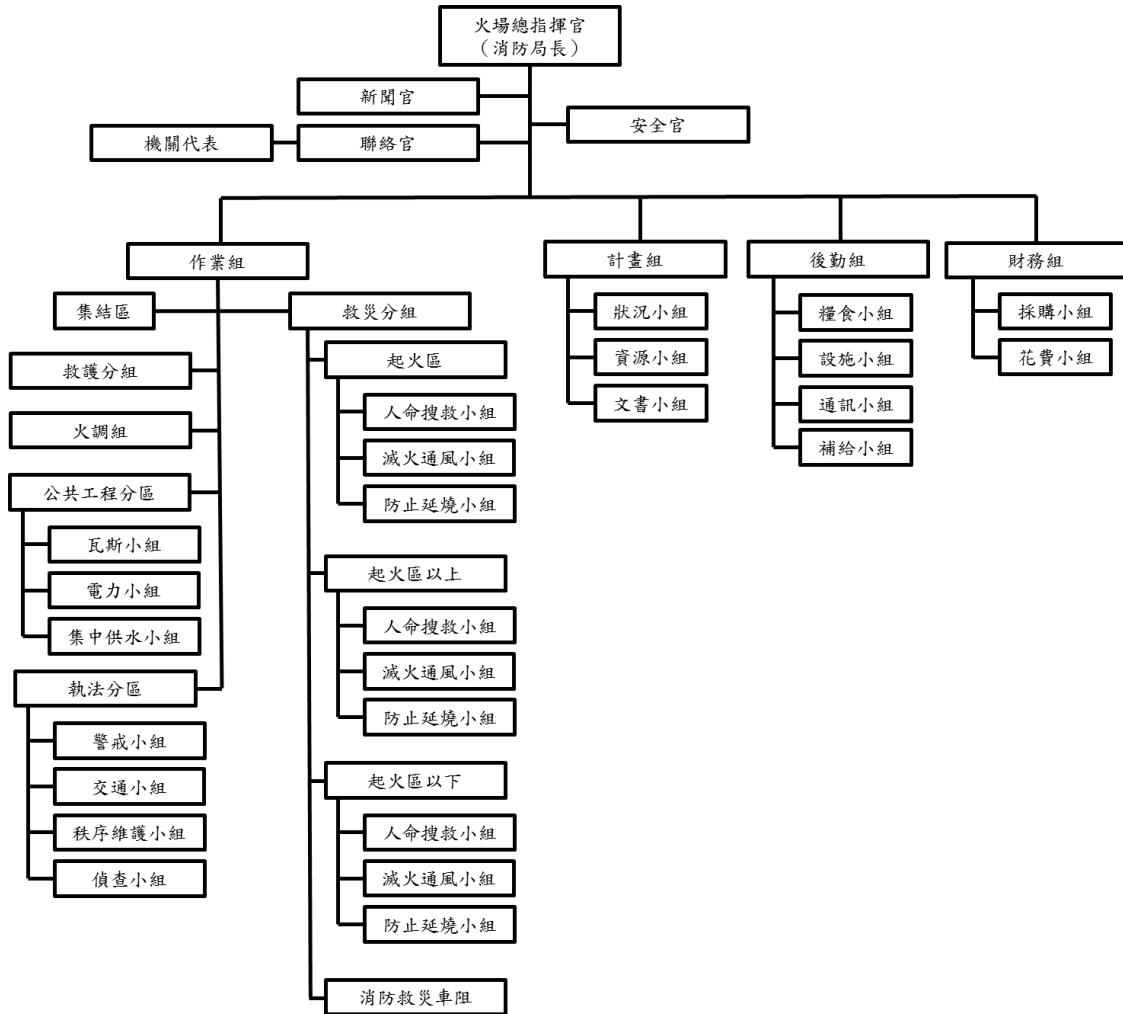 火場總指揮官
（消防局長）
新聞官
安全官
機關代表
聯絡官
作業組
計畫組
後勤組
財務組
集結區
救災分組
狀況小組
糧食小組
採購小組
起火區
資源小組
設施小組
花費小組
救護分組
人命搜救小組
文書小組
通訊小組
火調組
滅火通風小組
補給小組
公共工程分區
防止延燒小組
瓦斯小組
起火區以上
電力小組
人命搜救小組
集中供水小組
滅火通風小組
執法分區
防止延燒小組
警戒小組
起火區以下
交通小組
人命搜救小組
秩序維護小組
滅火通風小組
偵查小組
防止延燒小組
消防救災車阻